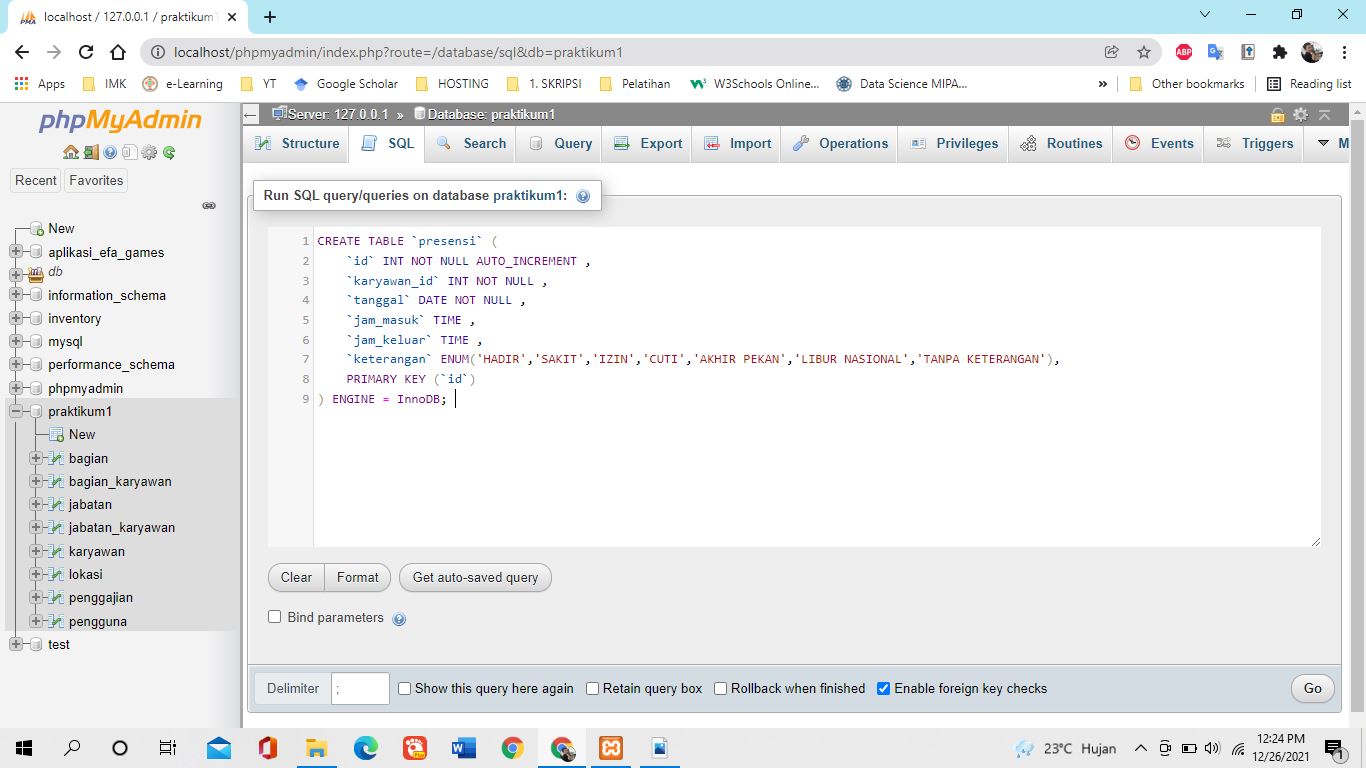 localhost / 127.0.0.1 / praktikum1
localhost/phpmyadmin/index.php?route=/database/sql&db=praktikum1
Apps IMK e-Learning YT Google Scholar HOSTING 1. SKRIPSI Pelatihan W3Schools Online... Data Science MIPA... » Other bookmarks Reading list
phpMyAdmin
Recent Favorites
New
aplikasi_efa_games
db
information_schema
inventory
mysql
performance_schema
phpmyadmin
praktikum1
New
bagian
bagian_karyawan
jabatan
jabatan_karyawan
karyawan
lokasi
penggajian
pengguna
test
Server: 127.0.0.1 » Database: praktikum1
Structure SQL Search Query Export Import Operations Privileges Routines Events Triggers M
Run SQL query/queries on database praktikum1:
1 CREATE TABLE `presensi` (
2 `id` INT NOT NULL AUTO_INCREMENT ,
3 `karyawan_id` INT NOT NULL ,
4 `tanggal` DATE NOT NULL ,
5 `jam_masuk` TIME ,
6 `jam_keluar` TIME ,
7 `keterangan` ENUM('HADIR','SAKIT','IZIN','CUTI','AKHIR PEKAN','LIBUR NASIONAL','TANPA KETERANGAN'),
8 PRIMARY KEY (`id`)
9 ) ENGINE = InnoDB;
Clear Format Get auto-saved query
Bind parameters
Delimiter ; Show this query here again Retain query box Rollback when finished Enable foreign key checks Go
23°C Hujan
12:24 PM
12/26/2021
1